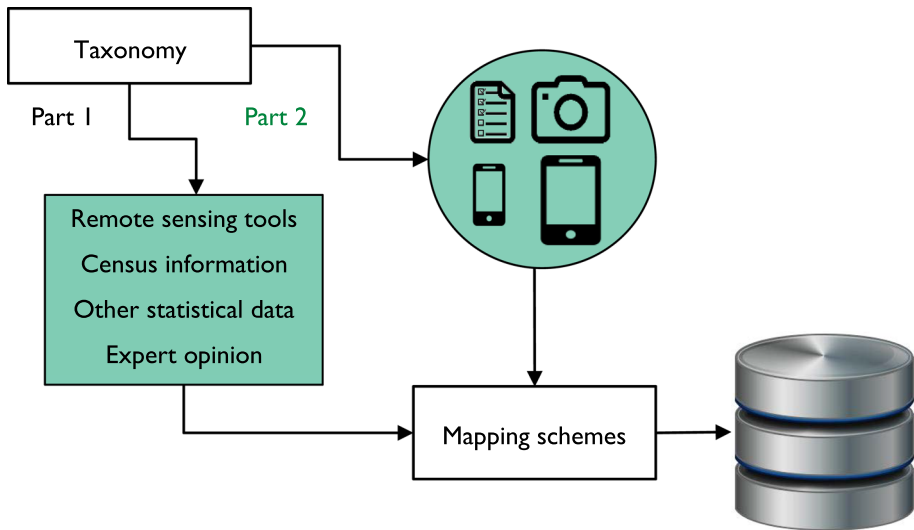 Taxonomy
Part 1
Part 2
Remote sensing tools
Census information
Other statistical data
Expert opinion
Mapping schemes